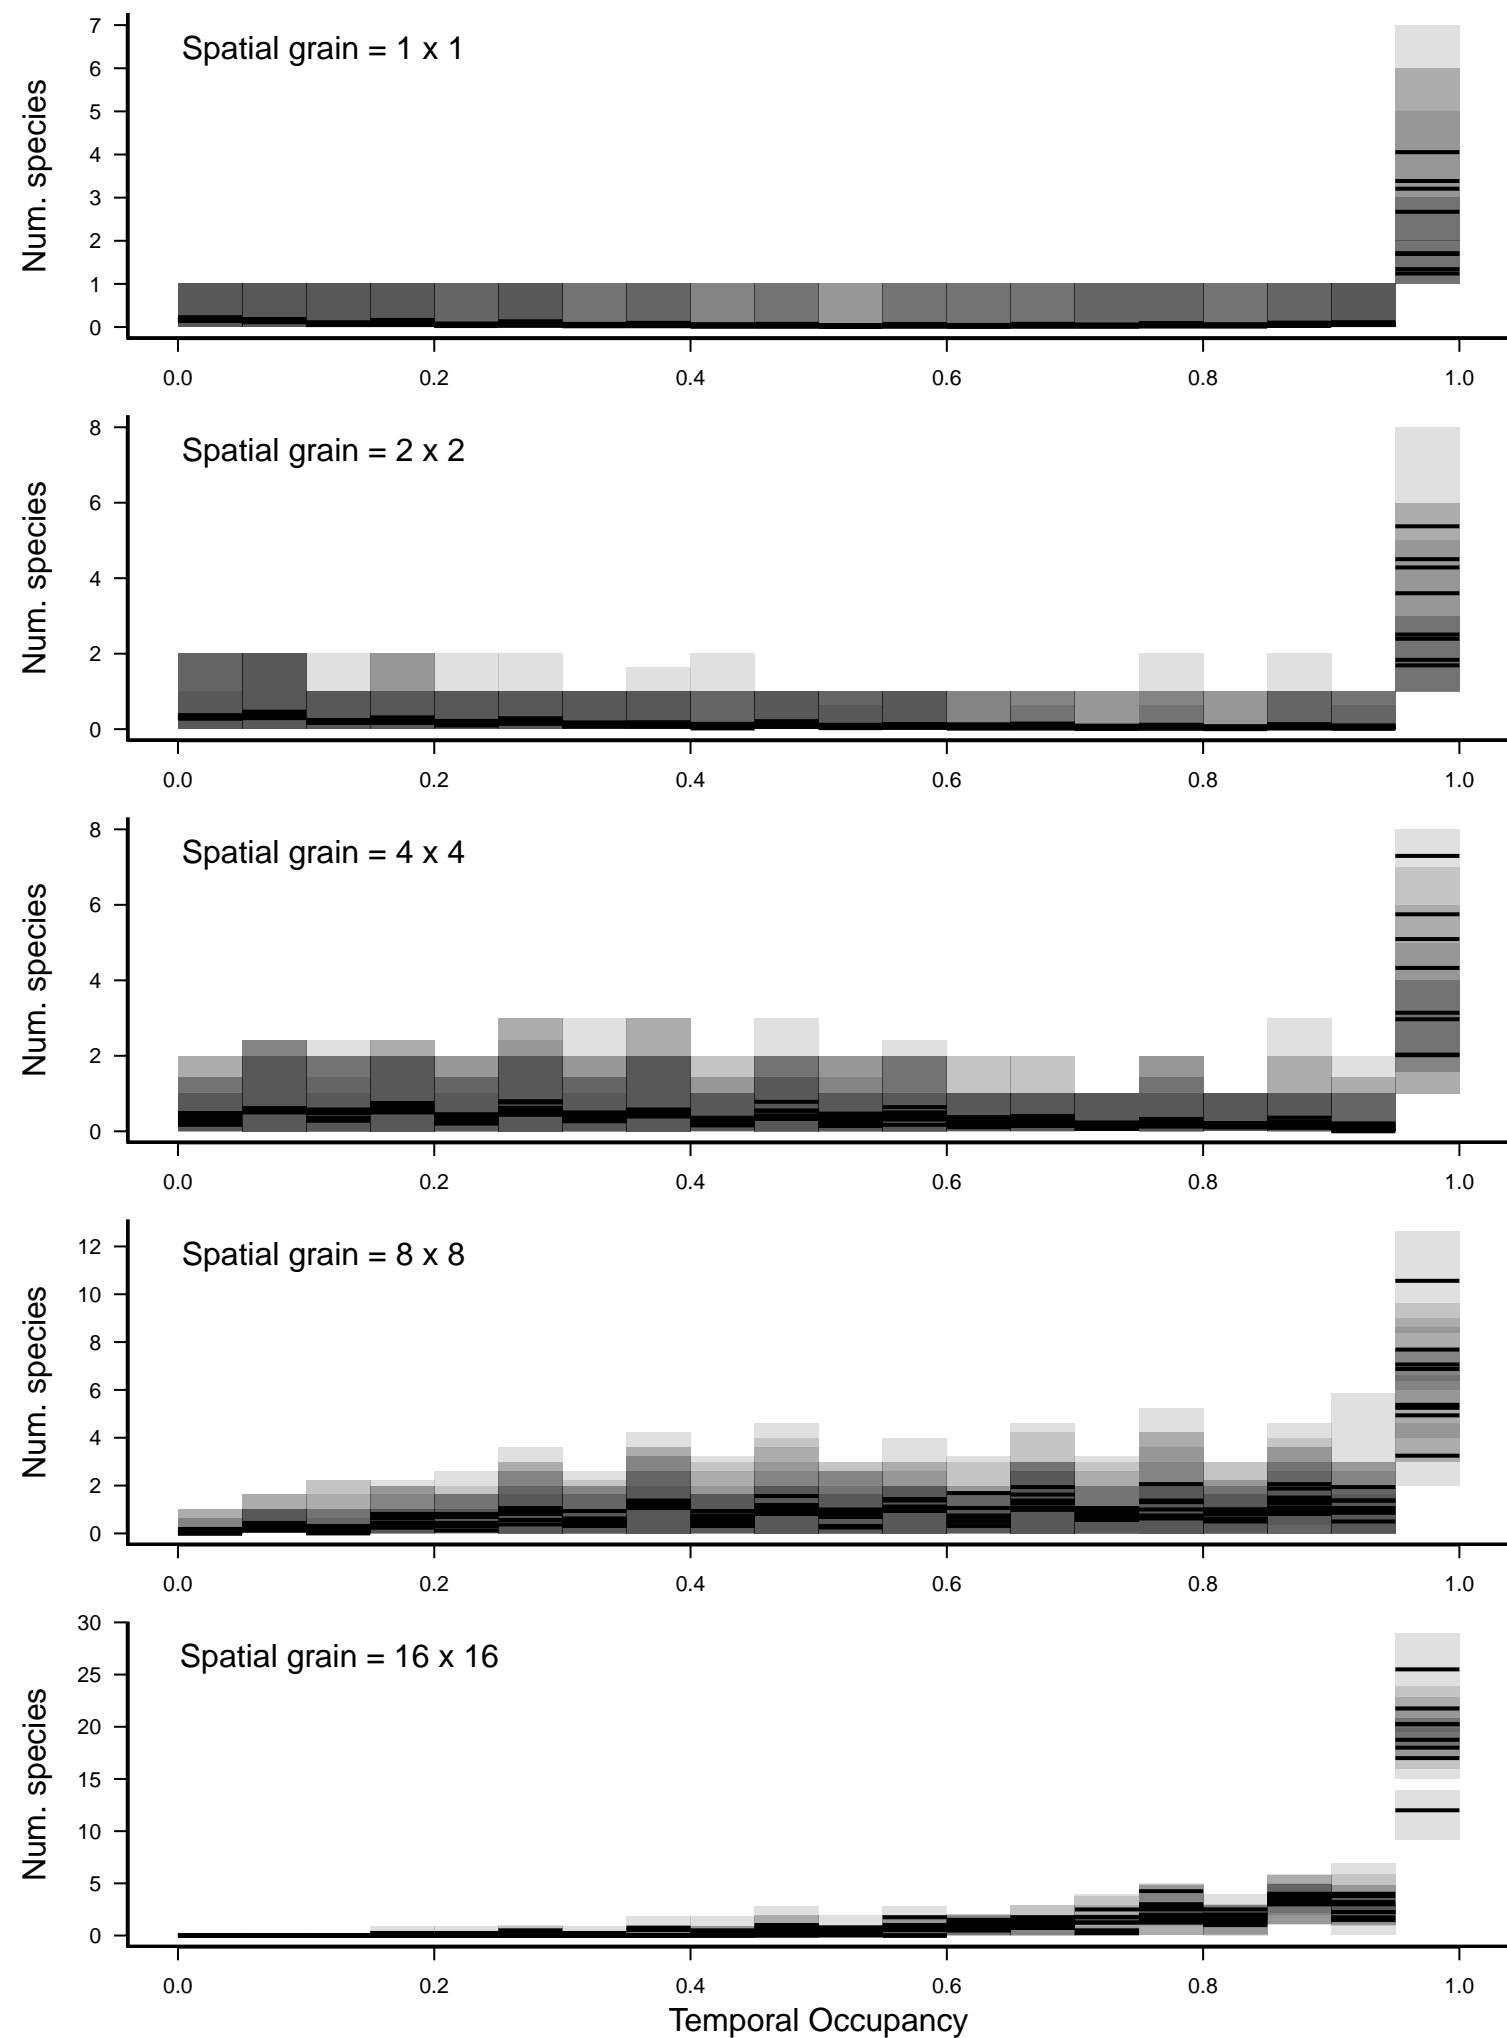 Spatial grain = 1 x 1
Num. species
7
6
5
4
3
2
1
0
0.0 0.2 0.4 0.6 0.8 1.0
Spatial grain = 2 x 2
Num. species
8
6
4
2
0
0.0 0.2 0.4 0.6 0.8 1.0
Spatial grain = 4 x 4
Num. species
8
6
4
2
0
0.0 0.2 0.4 0.6 0.8 1.0
Spatial grain = 8 x 8
Num. species
12
10
8
6
4
2
0
0.0 0.2 0.4 0.6 0.8 1.0
Spatial grain = 16 x 16
Num. species
30
25
20
15
10
5
0
0.0 0.2 0.4 0.6 0.8 1.0
Temporal Occupancy